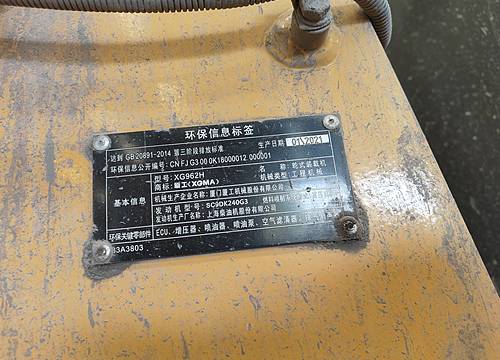 环保信息标签
达到 GB 20891-2014 第三阶段排放标准 生产日期 01\2021
环保信息公开编号: CN FJ G3 00 0K18000012 000001
基本信息
型号: XG962H 名称: 轮式装载机
商标: 厦工(XGMA) 机械类型: 工程机械
机械生产企业名称: 厦门厦工机械股份有限公司
发动机型号: SC9DK240G3
发动机生产厂名称: 上海柴油机股份有限公司
环保关键零部件 ECU、增压器、喷油器、喷油泵、空气滤清器、
33A3803